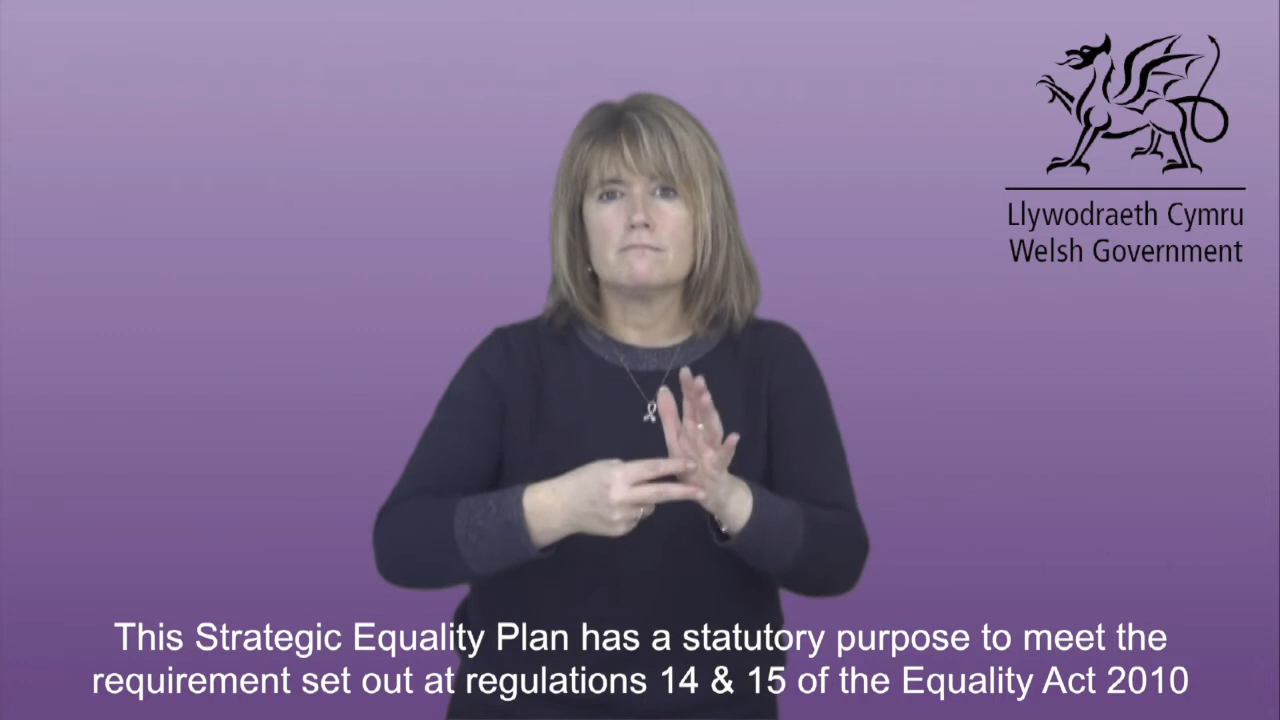 Llywodraeth Cymru
Welsh Government
This Strategic Equality Plan has a statutory purpose to meet the
requirement set out at regulations 14 & 15 of the Equality Act 2010